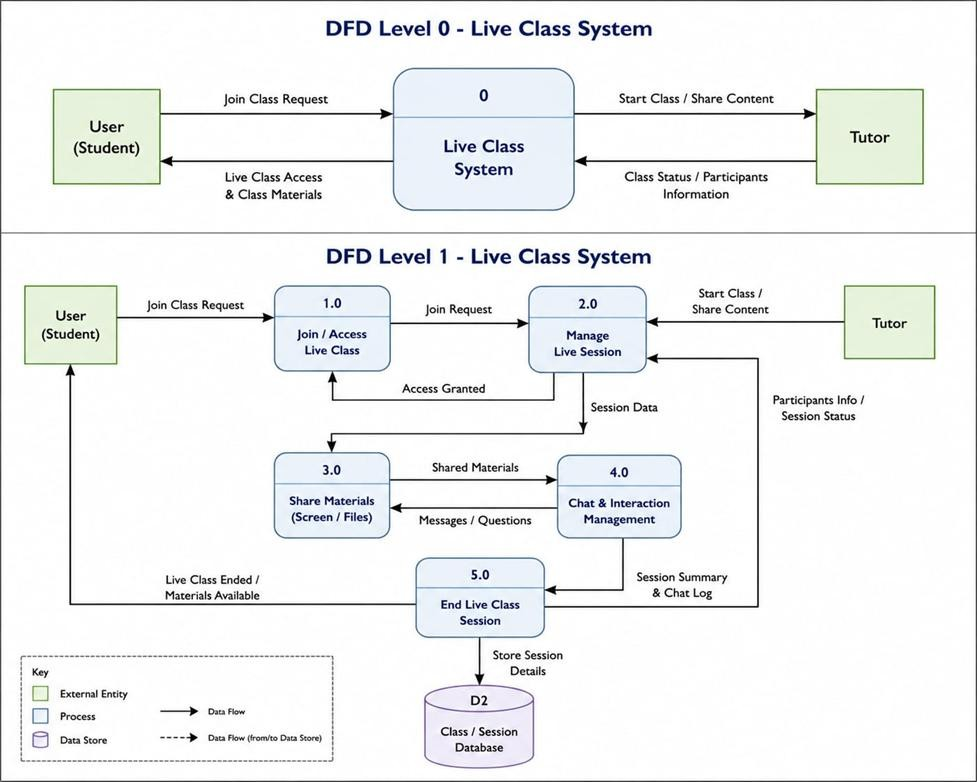 DFD Level 0 - Live Class System
User
(Student)
Join Class Request
Live Class Access
& Class Materials
0
Live Class
System
Start Class / Share Content
Class Status / Participants
Information
Tutor
DFD Level 1 - Live Class System
User
(Student)
Join Class Request
1.0
Join / Access
Live Class
Join Request
2.0
Manage
Live Session
Start Class /
Share Content
Tutor
Access Granted
Session Data
Participants Info /
Session Status
3.0
Share Materials
(Screen / Files)
Shared Materials
Messages / Questions
4.0
Chat & Interaction
Management
Live Class Ended /
Materials Available
5.0
End Live Class
Session
Session Summary
& Chat Log
Store Session
Details
D2
Class / Session
Database
Key
External Entity
Process
Data Store
Data Flow
Data Flow (from/to Data Store)